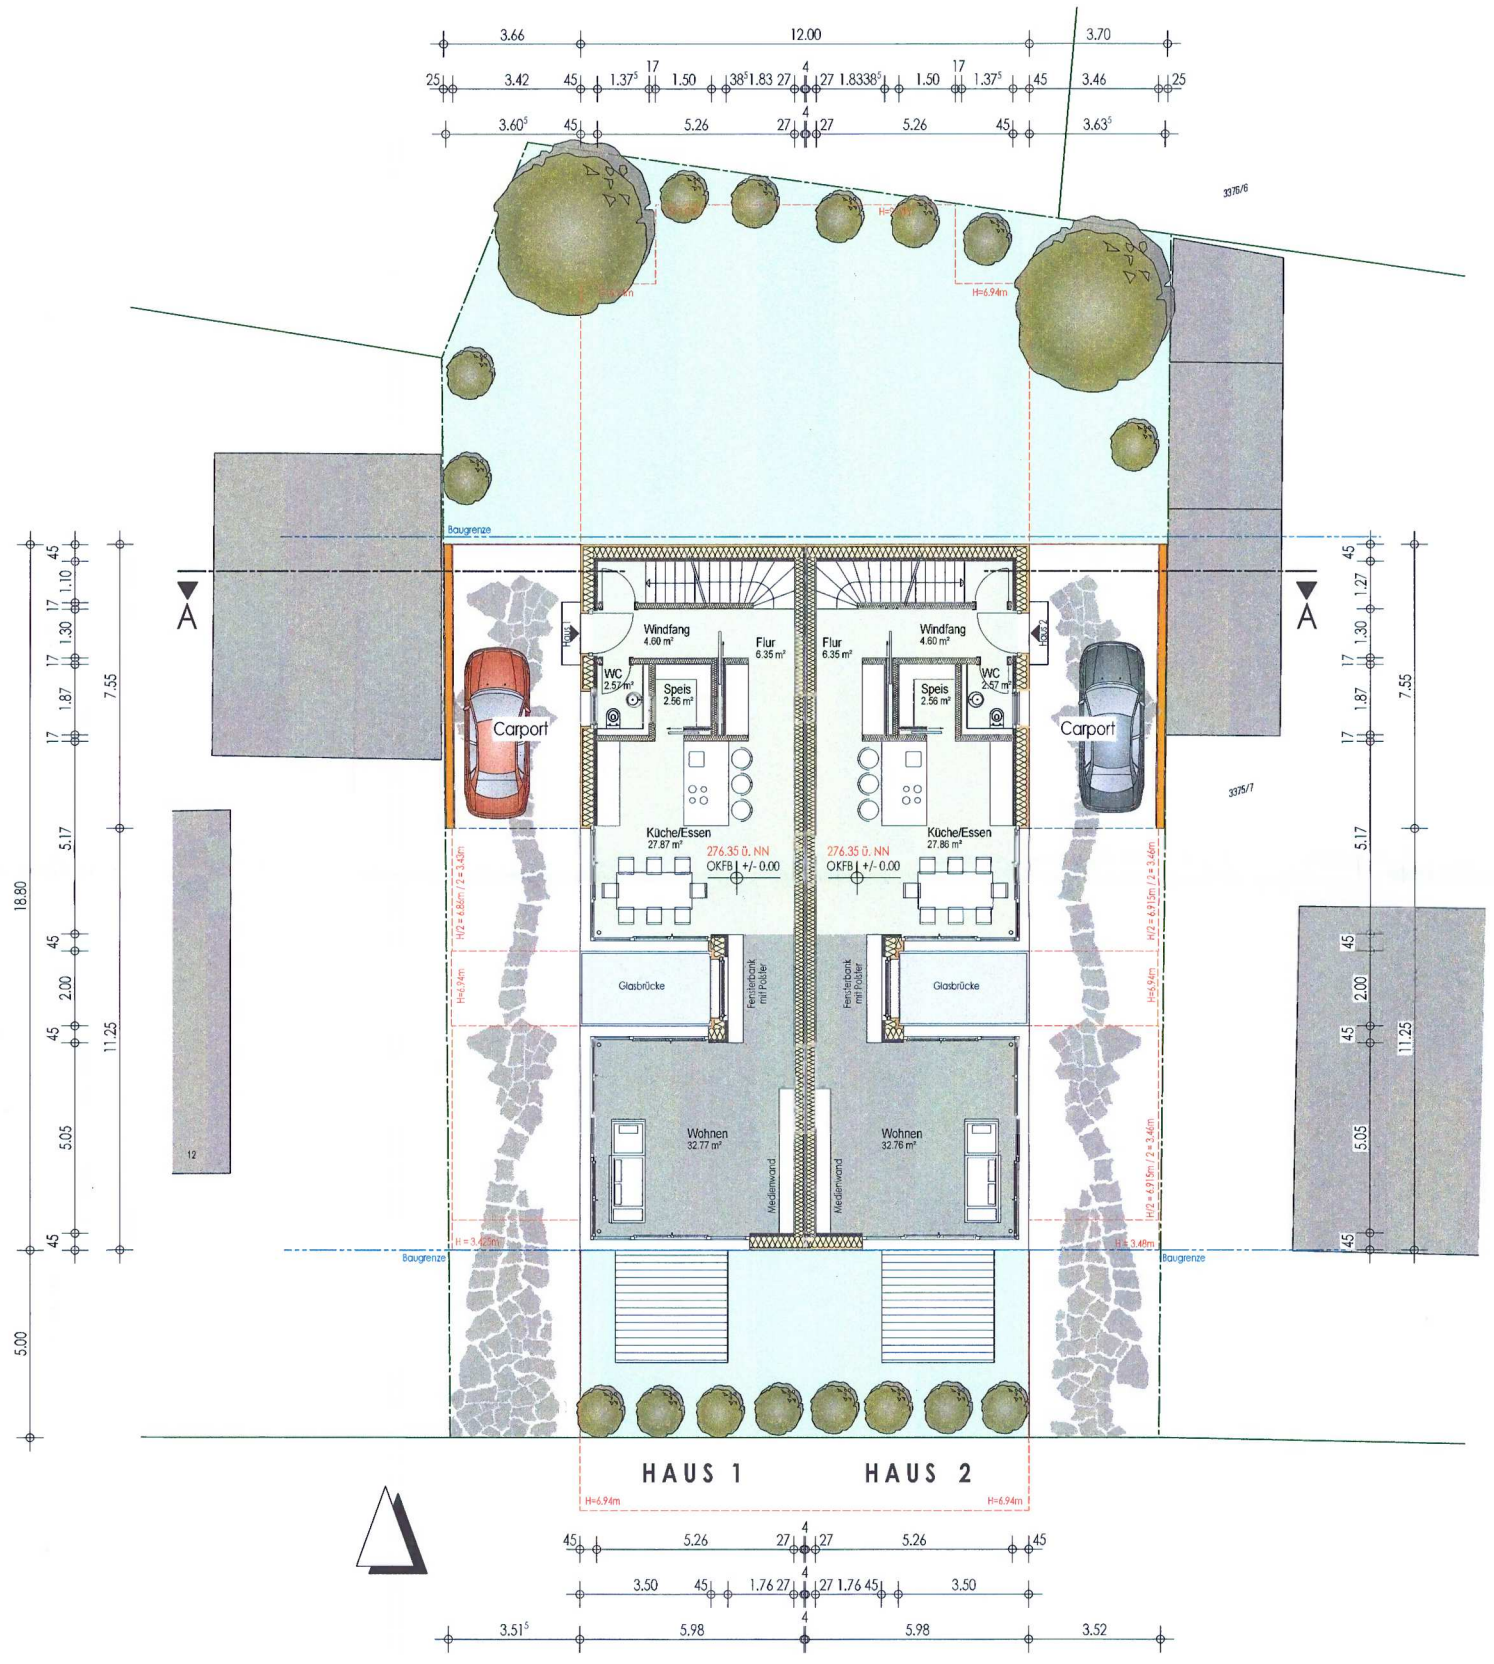 3.66 12.00 3.70
4
17 17
25 3.42 45 1.37⁵ 1.50 38⁵ 1.83 27 27 1.83 38⁵ 1.50 1.37⁵ 45 3.46 25
4
3.60⁵ 45 5.26 27 27 5.26 45 3.63⁵
3376/6
H=6.94m
Baugrenze
A
A
45
1.10
17
1.30
17
1.87
17
5.17
45
2.00
45
5.05
45
7.55
11.25
18.80
5.00
45
1.27
1.30
17
1.87
17
5.17
45
2.00
45
5.05
45
7.55
11.25
Haus 1
Windfang
4.60 m²
Flur
6.35 m²
WC
2.57 m²
Speis
2.56 m²
Carport
Küche/Essen
27.87 m²
276.35 ü. NN
OKFB +/- 0.00
Glasbrücke
Fensterbank
mit Polster
Wohnen
32.77 m²
Medienwand
Haus 2
Flur
6.35 m²
Windfang
4.60 m²
Speis
2.56 m²
WC
2.57 m²
Carport
Küche/Essen
27.86 m²
276.35 ü. NN
OKFB +/- 0.00
Fensterbank
mit Polster
Glasbrücke
Wohnen
32.76 m²
Medienwand
3375/7
12
H/2 = 6.86m / 2 = 3.43m
H=6.94m
H/2 = 6.915m / 2 = 3.46m
H=6.94m
H/2 = 6.915m / 2 = 3.46m
H = 3.48m
Baugrenze
Baugrenze
HAUS 1 HAUS 2
H=6.94m H=6.94m
4
45 5.26 27 27 5.26 45
4
3.50 45 1.76 27 27 1.76 45 3.50
4
3.51⁵ 5.98 5.98 3.52